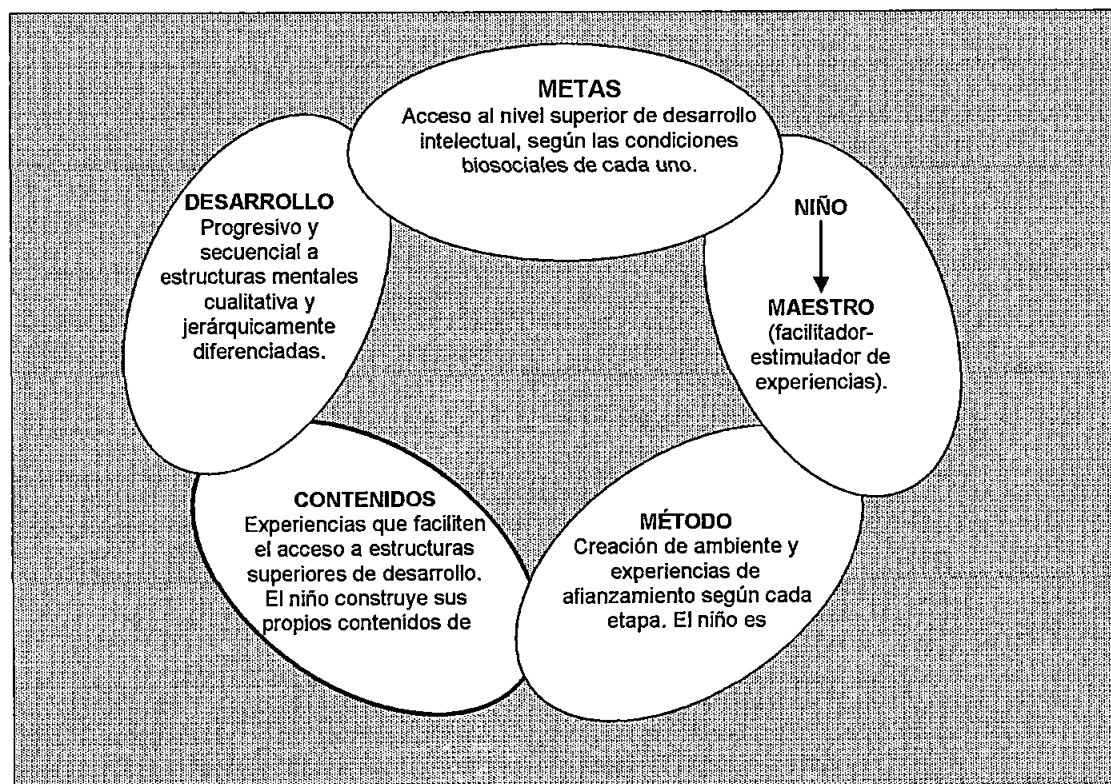 METAS
Acceso al nivel superior de desarrollo
intelectual, según las condiciones
biosociales de cada uno.
DESARROLLO
Progresivo y
secuencial a
estructuras mentales
cualitativa y
jerárquicamente
diferenciadas.
NIÑO
MAESTRO
(facilitador-
estimulador de
experiencias).
CONTENIDOS
Experiencias que faciliten
el acceso a estructuras
superiores de desarrollo.
El niño construye sus
propios contenidos de
MÉTODO
Creación de ambiente y
experiencias de
afianzamiento según cada
etapa. El niño es